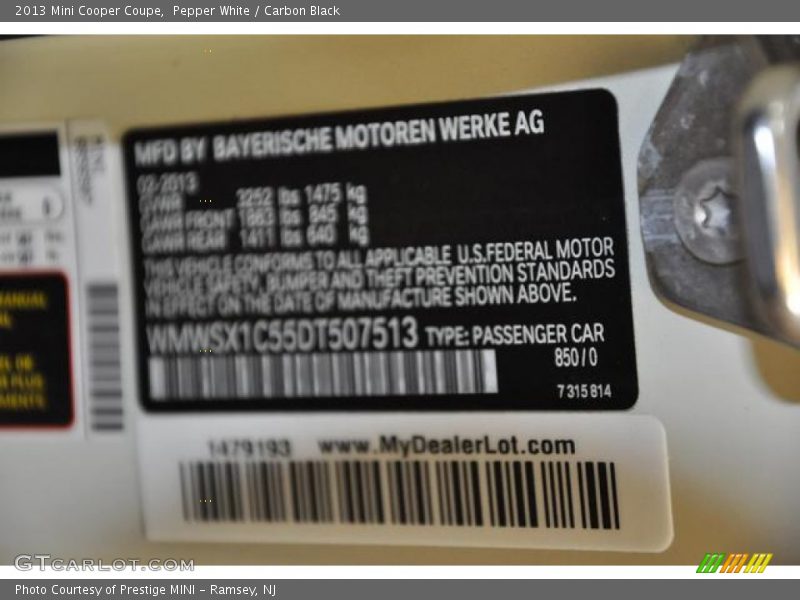 2013 Mini Cooper Coupe,  Pepper White / Carbon Black
MFD BY BAYERISCHE MOTOREN WERKE AG
02-2013
GVWR 3252 lbs 1475 kg
GAWR FRONT 1863 lbs 845 kg
GAWR REAR 1411 lbs 640 kg
THIS VEHICLE CONFORMS TO ALL APPLICABLE U.S.FEDERAL MOTOR
VEHICLE SAFETY, BUMPER AND THEFT PREVENTION STANDARDS
IN EFFECT ON THE DATE OF MANUFACTURE SHOWN ABOVE.
WMWSX1C55DT507513 TYPE: PASSENGER CAR
850 / 0
7 315 814
1479193 www.MyDealerLot.com
GTCARLOT.COM
Photo Courtesy of Prestige MINI - Ramsey, NJ